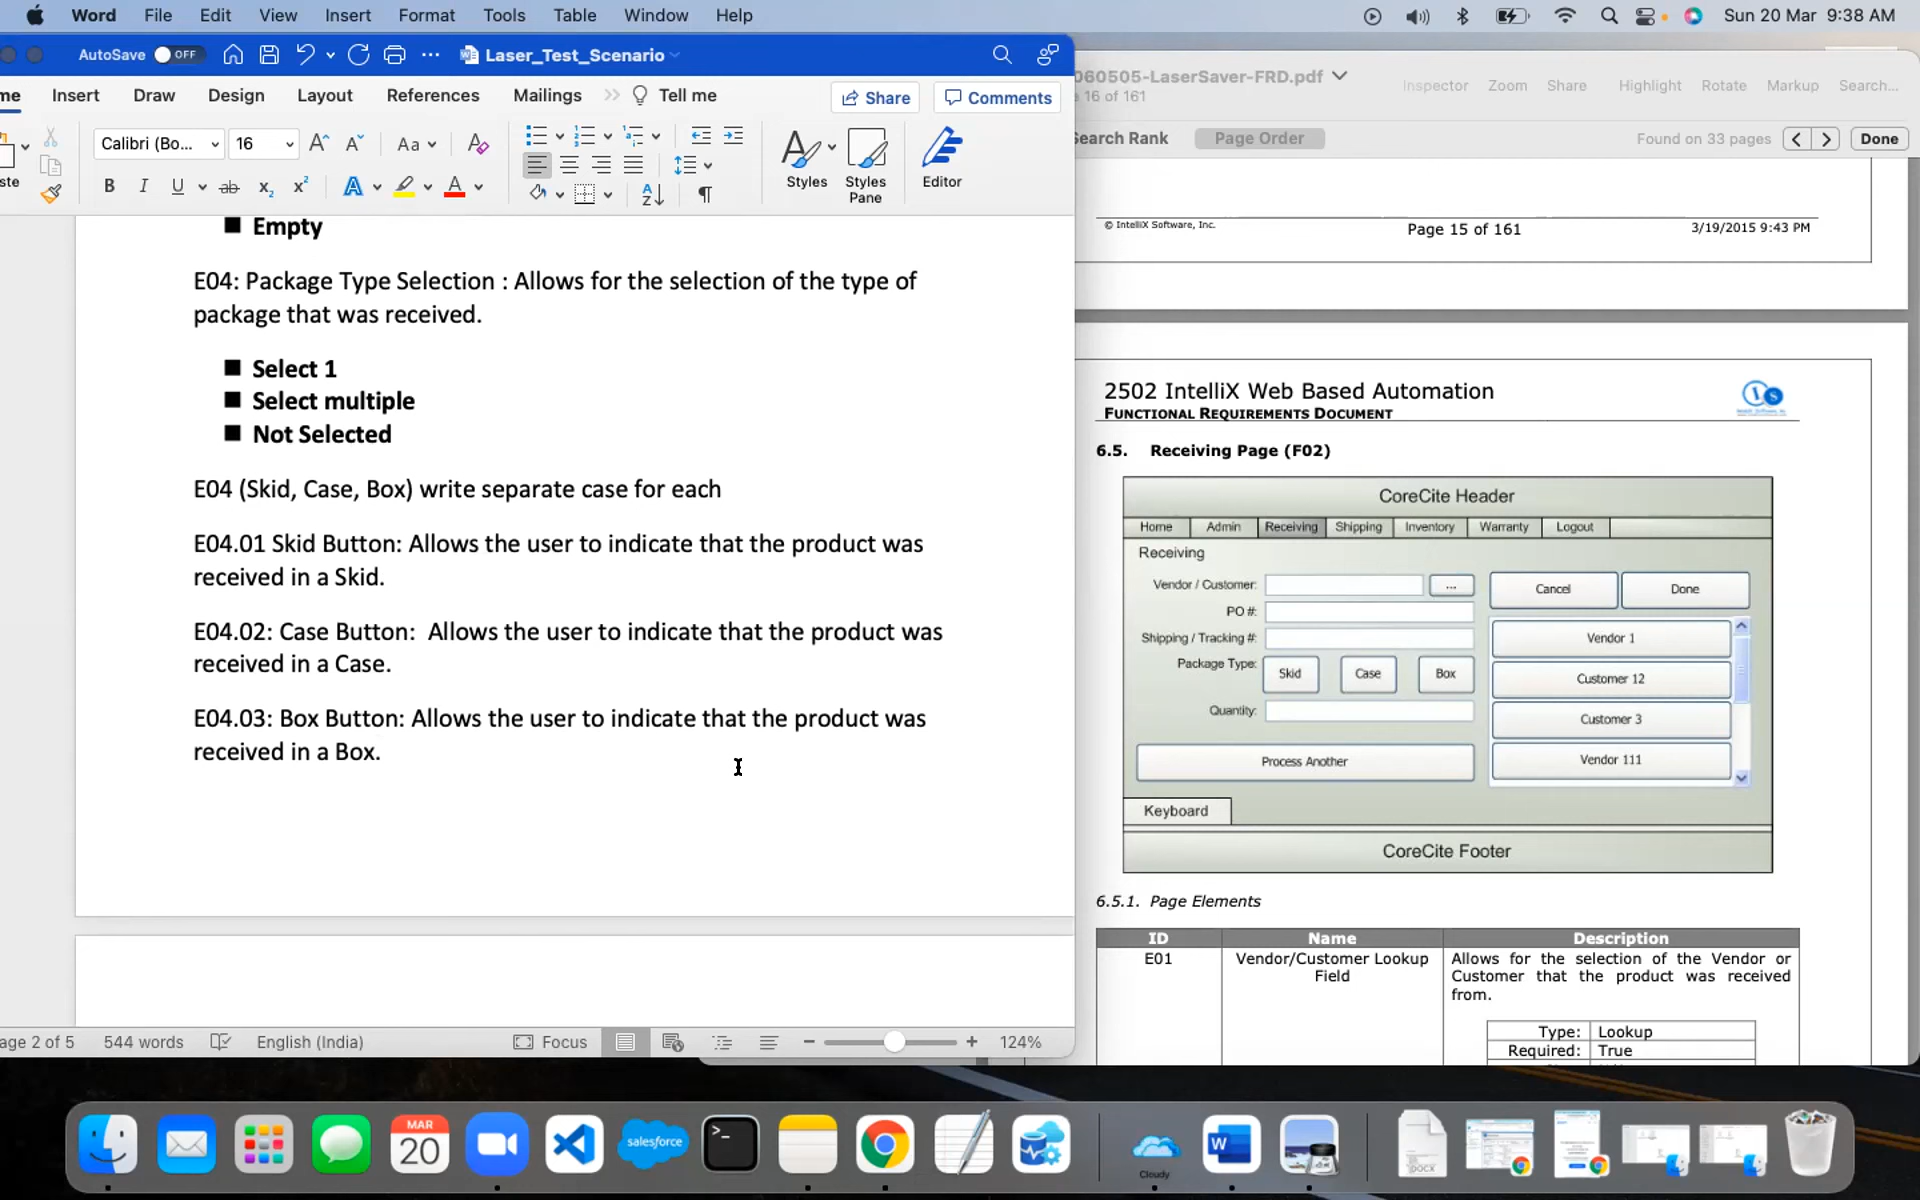 Word File Edit View Insert Format Tools Table Window Help
Sun 20 Mar 9:38 AM
AutoSave OFF
Laser_Test_Scenario
me Insert Draw Design Layout References Mailings Tell me
Share
Comments
Calibri (Bo... 16
Aa
ste
B I U ab x2 x2 A A
Styles
Styles
Pane
Editor
Empty
E04: Package Type Selection : Allows for the selection of the type of
package that was received.
Select 1
Select multiple
Not Selected
E04 (Skid, Case, Box) write separate case for each
E04.01 Skid Button: Allows the user to indicate that the product was
received in a Skid.
E04.02: Case Button: Allows the user to indicate that the product was
received in a Case.
E04.03: Box Button: Allows the user to indicate that the product was
received in a Box.
age 2 of 5 544 words English (India) Focus 124%
060505-LaserSaver-FRD.pdf
16 of 161
Inspector Zoom Share Highlight Rotate Markup Search...
Search Rank Page Order Found on 33 pages Done
© IntelliX Software, Inc. Page 15 of 161 3/19/2015 9:43 PM
2502 IntelliX Web Based Automation
FUNCTIONAL REQUIREMENTS DOCUMENT
6.5. Receiving Page (F02)
CoreCite Header
Home Admin Receiving Shipping Inventory Warranty Logout
Receiving
Vendor / Customer: ... Cancel Done
PO #:
Shipping / Tracking #: Vendor 1
Package Type: Skid Case Box Customer 12
Quantity: Customer 3
Process Another Vendor 111
Keyboard
CoreCite Footer
6.5.1. Page Elements
ID Name Description
E01 Vendor/Customer Lookup Field
Allows for the selection of the Vendor or
Customer that the product was received
from.
Type: Lookup
Required: True
MAR
20
salesforce
Cloudy
W
DOCX